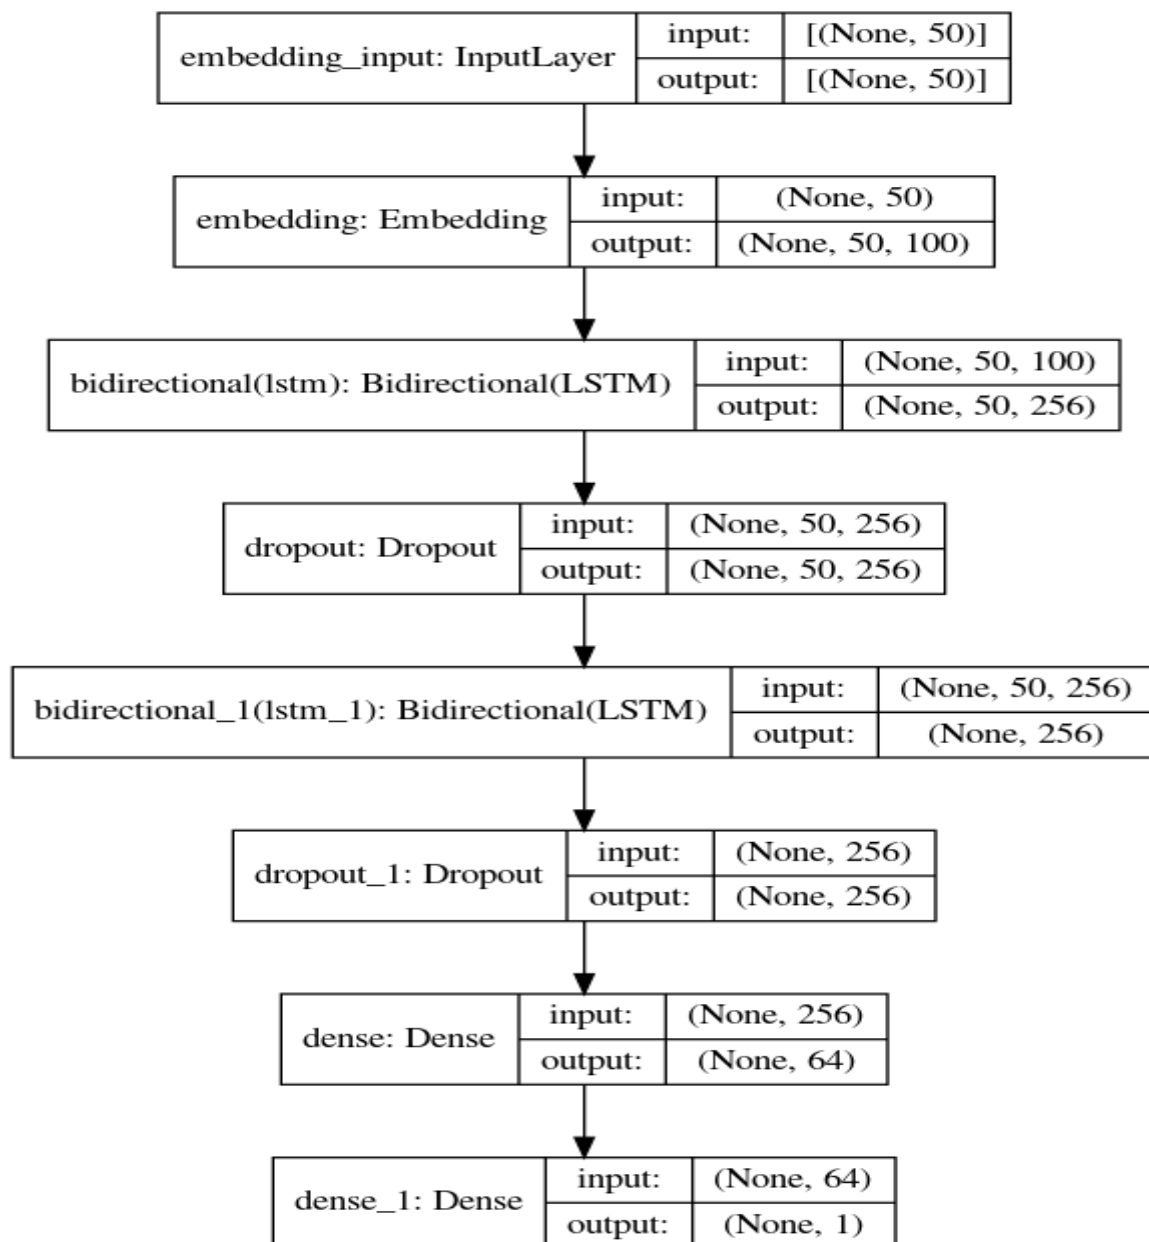 embedding_input: InputLayer
input: [(None, 50)]
output: [(None, 50)]
embedding: Embedding
input: (None, 50)
output: (None, 50, 100)
bidirectional(lstm): Bidirectional(LSTM)
input: (None, 50, 100)
output: (None, 50, 256)
dropout: Dropout
input: (None, 50, 256)
output: (None, 50, 256)
bidirectional_1(lstm_1): Bidirectional(LSTM)
input: (None, 50, 256)
output: (None, 256)
dropout_1: Dropout
input: (None, 256)
output: (None, 256)
dense: Dense
input: (None, 256)
output: (None, 64)
dense_1: Dense
input: (None, 64)
output: (None, 1)